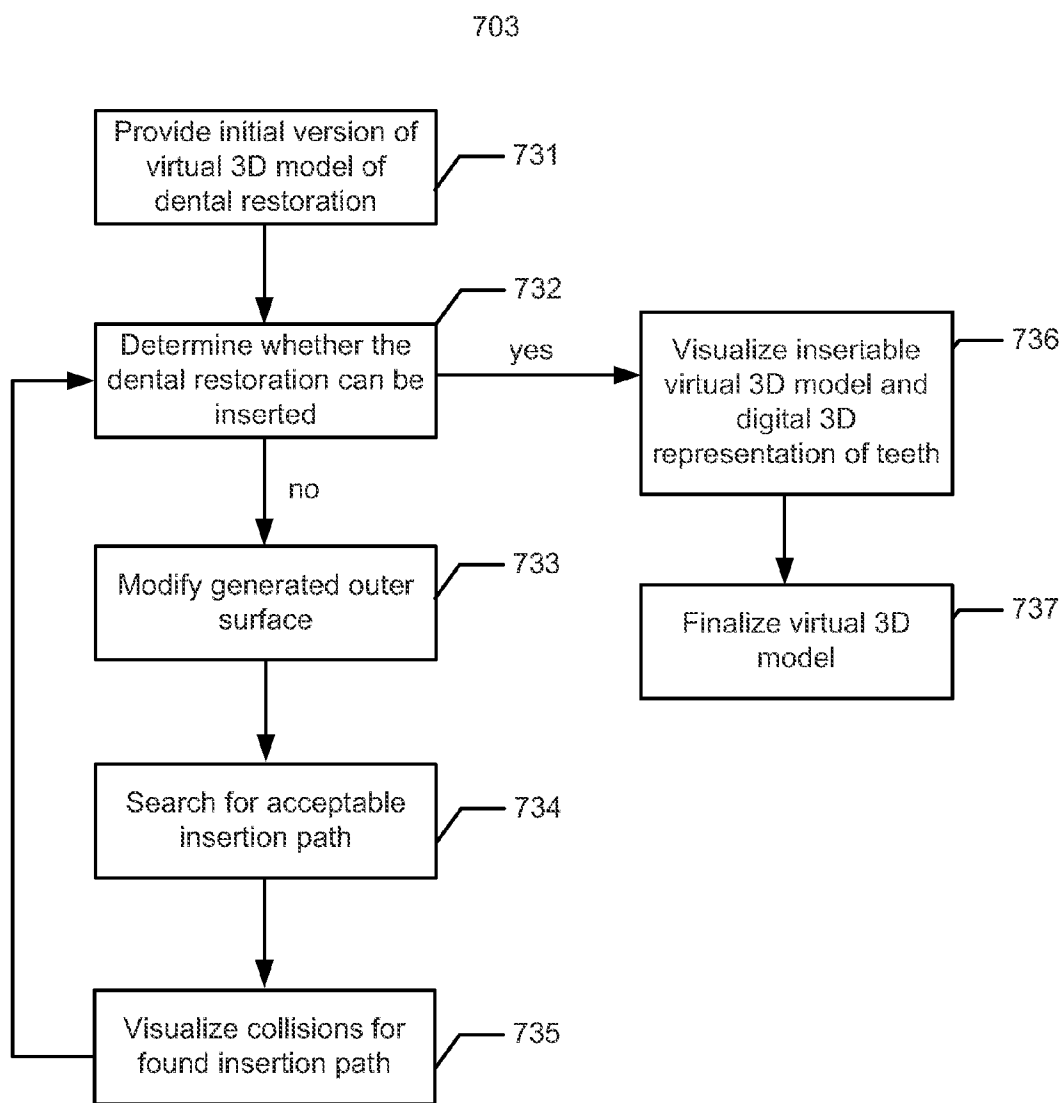 703
Provide initial version of
virtual 3D model of
dental restoration
731
732
Determine whether the
dental restoration can be
inserted
yes
no
Visualize insertable
virtual 3D model and
digital 3D
representation of teeth
736
Modify generated outer
surface
733
Finalize virtual 3D
model
737
Search for acceptable
insertion path
734
Visualize collisions for
found insertion path
735